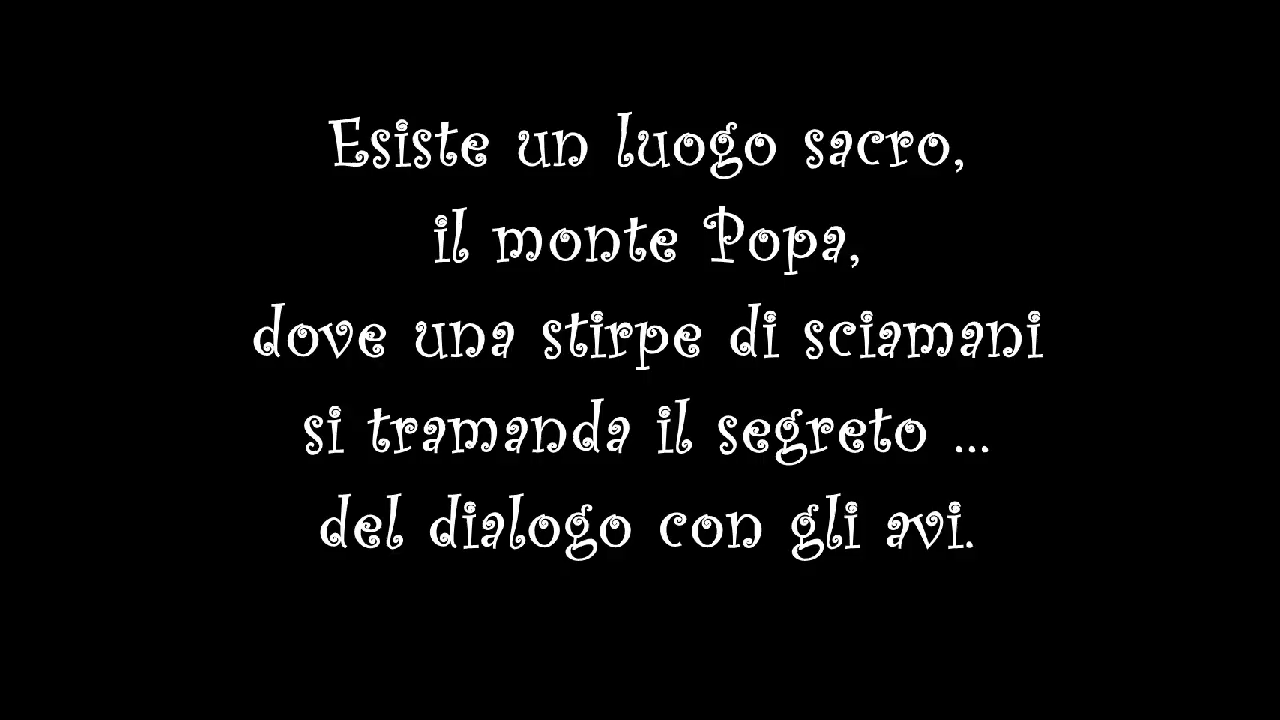 Esiste un luogo sacro,
il monte Popa,
dove una stirpe di sciamani
si tramanda il segreto ...
del dialogo con gli avi.